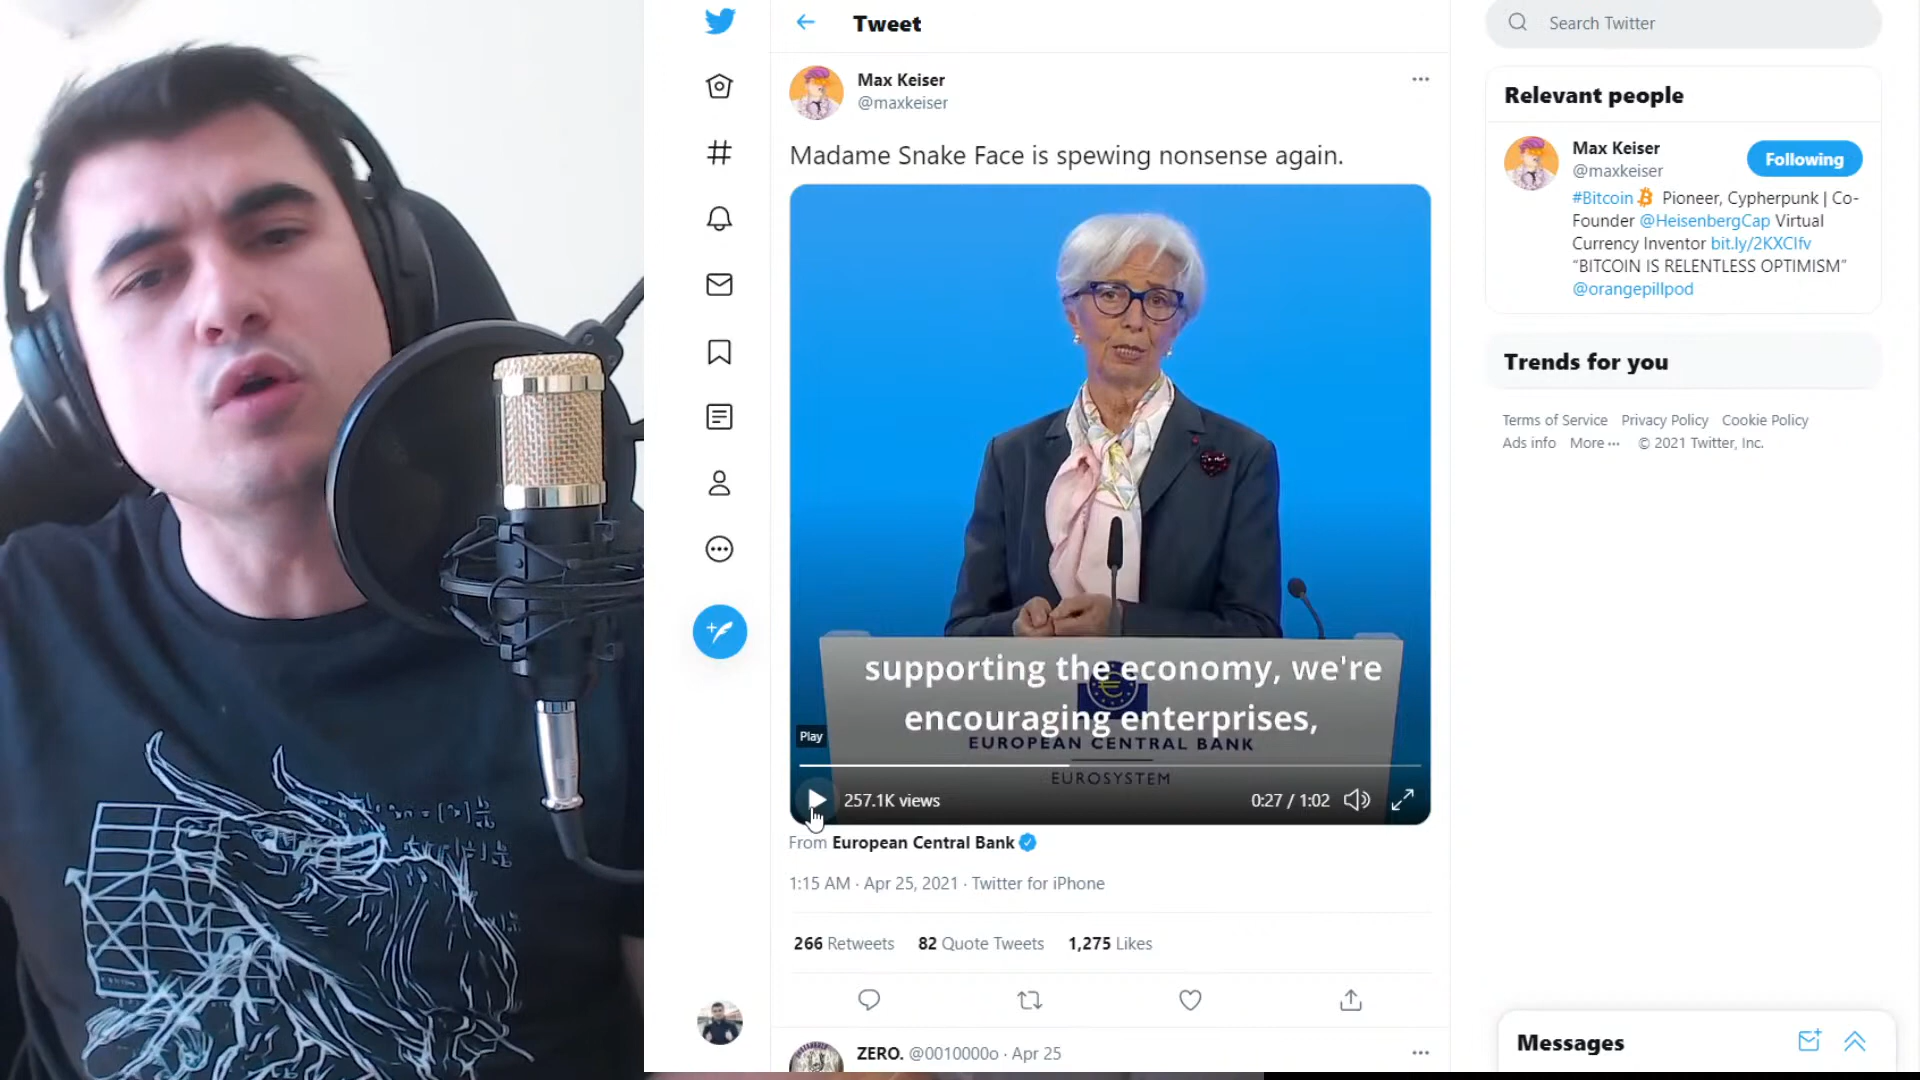 Tweet
Search Twitter
Max Keiser
@maxkeiser
Madame Snake Face is spewing nonsense again.
supporting the economy, we're
encouraging enterprises,
EUROPEAN CENTRAL BANK
EUROSYSTEM
Play
257.1K views
0:27 / 1:02
From European Central Bank
1:15 AM · Apr 25, 2021 · Twitter for iPhone
266 Retweets 82 Quote Tweets 1,275 Likes
ZERO. @0010000o · Apr 25
Relevant people
Max Keiser
@maxkeiser
Following
#Bitcoin Pioneer, Cypherpunk | Co-
Founder @HeisenbergCap Virtual
Currency Inventor bit.ly/2KXCIfv
“BITCOIN IS RELENTLESS OPTIMISM”
@orangepillpod
Trends for you
Terms of Service Privacy Policy Cookie Policy
Ads info More ··· © 2021 Twitter, Inc.
Messages